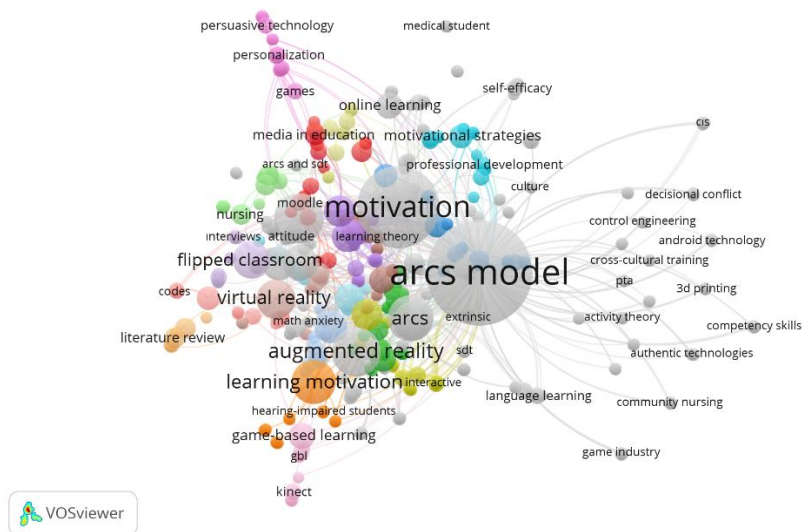 persuasive technology
medical student
personalization
games
self-efficacy
online learning
cis
media in education
motivational strategies
arcs and sdt
professional development
culture
decisional conflict
moodle
motivation
nursing
control engineering
interviews
attitude
learning theory
android technology
flipped classroom
cross-cultural training
arcs model
pta
codes
virtual reality
3d printing
math anxiety
arcs
extrinsic
activity theory
competency skills
literature review
augmented reality
sdt
authentic technologies
learning motivation
interactive
language learning
community nursing
hearing-impaired students
game-based learning
gbl
game industry
kinect
VOSviewer